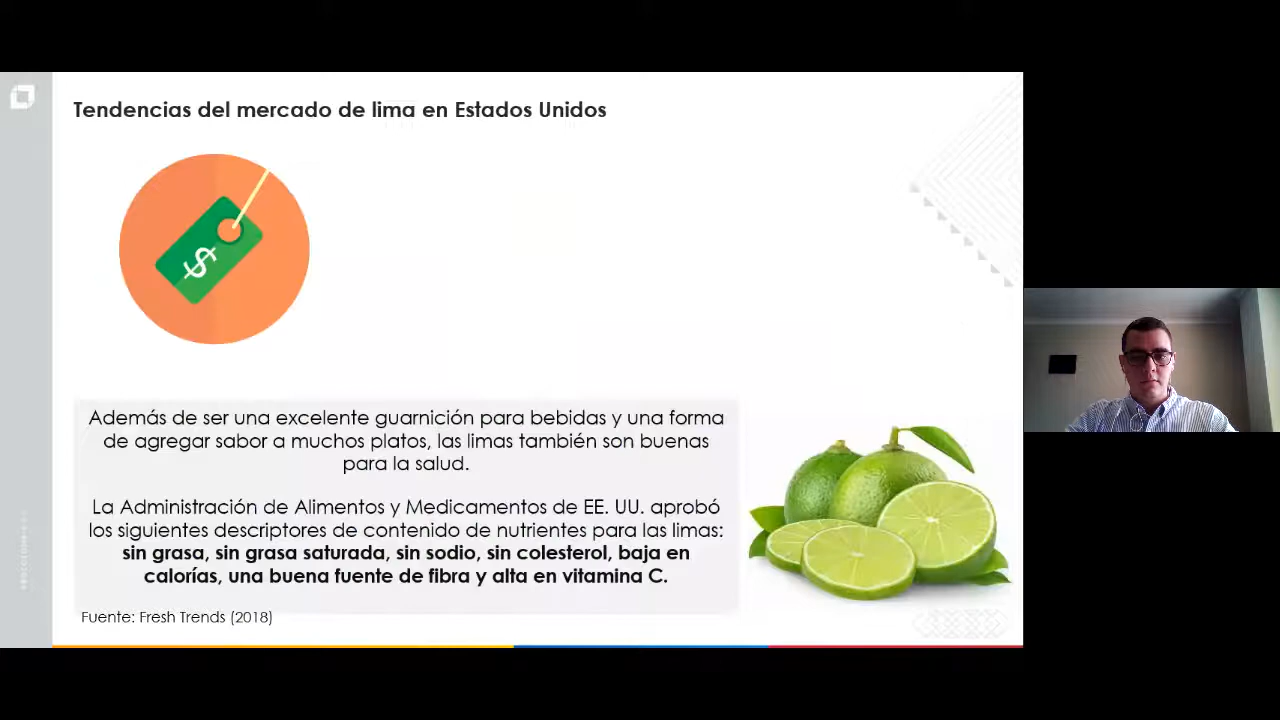 Tendencias del mercado de lima en Estados Unidos
$
Además de ser una excelente guarnición para bebidas y una forma
de agregar sabor a muchos platos, las limas también son buenas
para la salud.
La Administración de Alimentos y Medicamentos de EE. UU. aprobó
los siguientes descriptores de contenido de nutrientes para las limas:
sin grasa, sin grasa saturada, sin sodio, sin colesterol, baja en
calorías, una buena fuente de fibra y alta en vitamina C.
Fuente: Fresh Trends (2018)